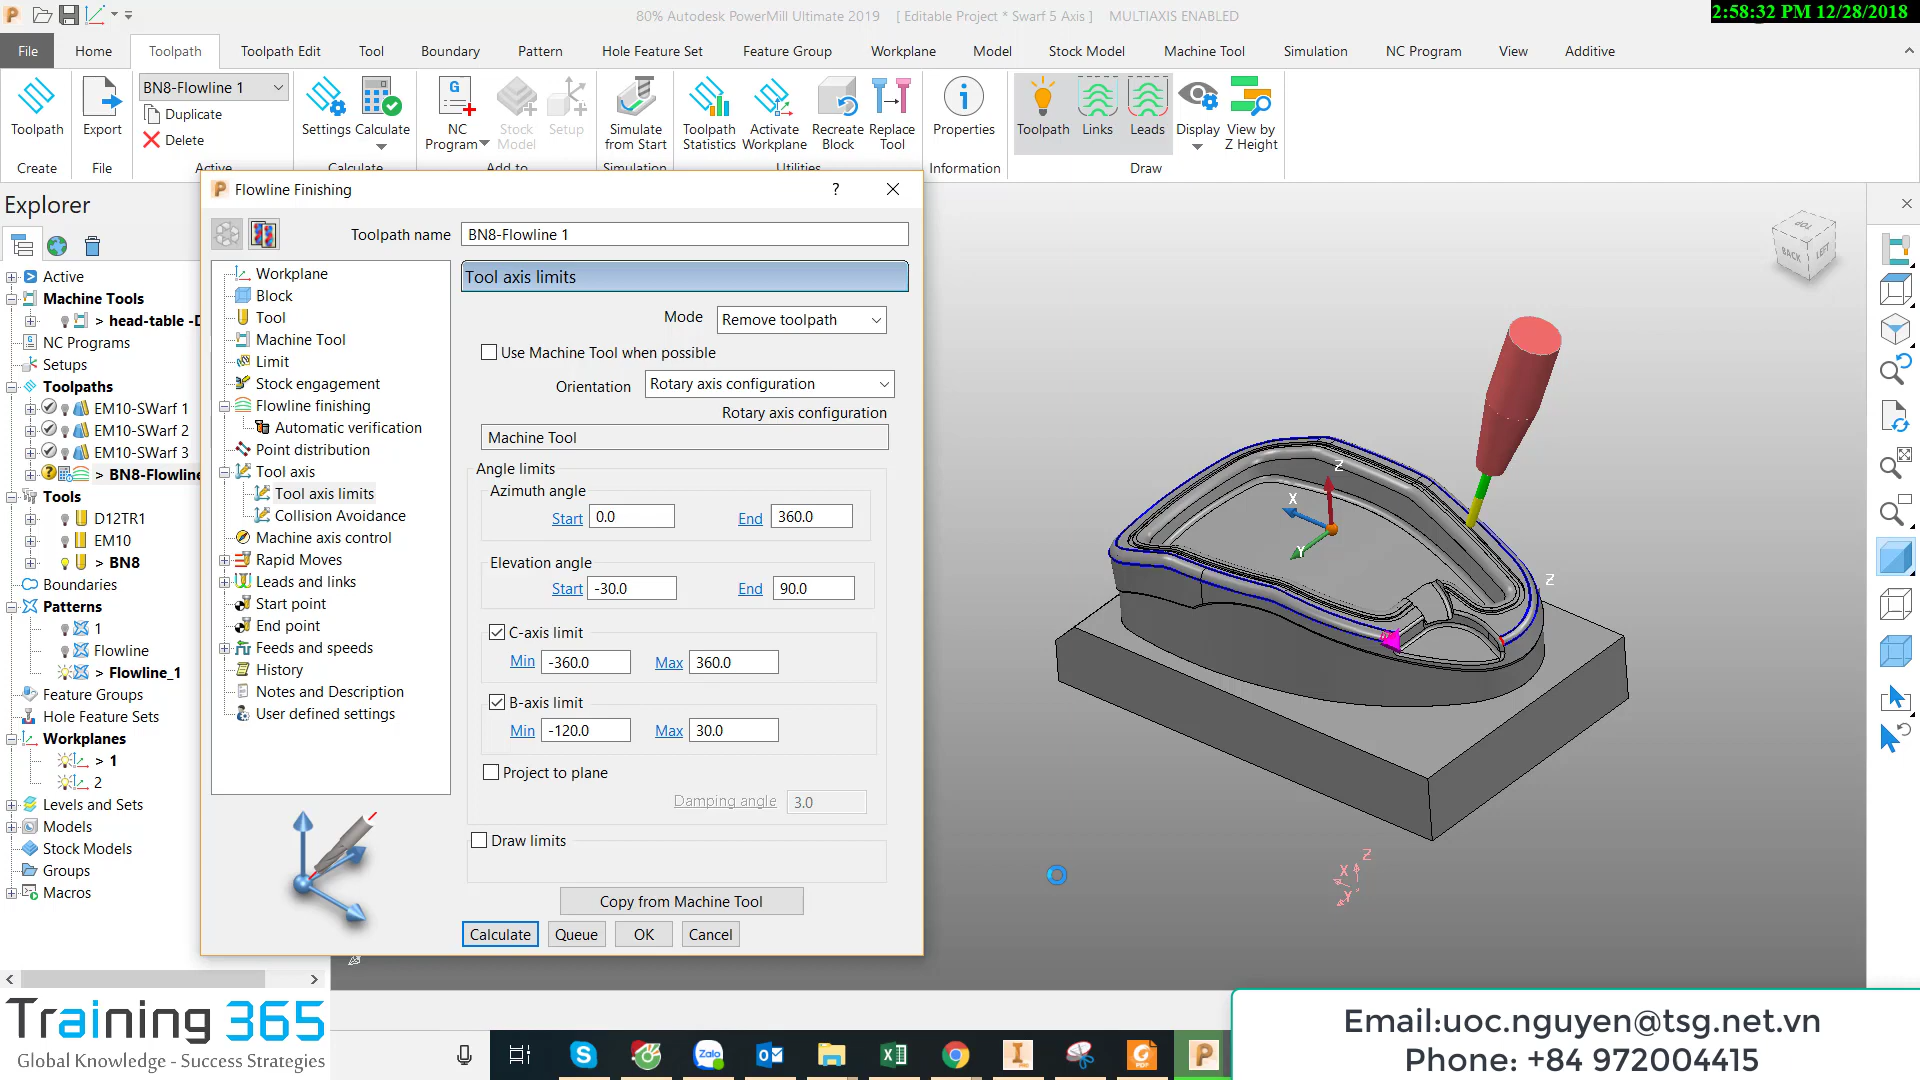 80% Autodesk PowerMill Ultimate 2019 [ Editable Project * Swarf 5 Axis ] MULTIAXIS ENABLED
2:58:32 PM 12/28/2018
File Home Toolpath Toolpath Edit Tool Boundary Pattern Hole Feature Set Feature Group Workplane Model Stock Model Machine Tool Simulation NC Program View Additive
BN8-Flowline 1
Duplicate
Delete
Toolpath
Export
Settings Calculate
NC Program
Stock Model
Setup
Simulate from Start
Toolpath Statistics
Activate Workplane
Recreate Block
Replace Tool
Properties
Toolpath Links Leads Display
View by Z Height
Create File Active Calculate Add to Simulation Utilities Information Draw
Explorer
Active
Machine Tools
> head-table -D
NC Programs
Setups
Toolpaths
EM10-SWarf 1
EM10-SWarf 2
EM10-SWarf 3
> BN8-Flowline
Tools
D12TR1
EM10
> BN8
Boundaries
Patterns
1
Flowline
> Flowline_1
Feature Groups
Hole Feature Sets
Workplanes
> 1
2
Levels and Sets
Models
Stock Models
Groups
Macros
Flowline Finishing
?
Toolpath name BN8-Flowline 1
Workplane
Block
Tool
Machine Tool
Limit
Stock engagement
Flowline finishing
Automatic verification
Point distribution
Tool axis
Tool axis limits
Collision Avoidance
Machine axis control
Rapid Moves
Leads and links
Start point
End point
Feeds and speeds
History
Notes and Description
User defined settings
Tool axis limits
Mode Remove toolpath
Use Machine Tool when possible
Orientation Rotary axis configuration
Rotary axis configuration
Machine Tool
Angle limits
Azimuth angle
Start 0.0 End 360.0
Elevation angle
Start -30.0 End 90.0
C-axis limit
Min -360.0 Max 360.0
B-axis limit
Min -120.0 Max 30.0
Project to plane
Damping angle 3.0
Draw limits
Copy from Machine Tool
Calculate Queue OK Cancel
TOP
BACK LEFT
Z
X
Y
Z
Z
X
Y
Training 365
Global Knowledge - Success Strategies
Zalo
Email:uoc.nguyen@tsg.net.vn
Phone: +84 972004415